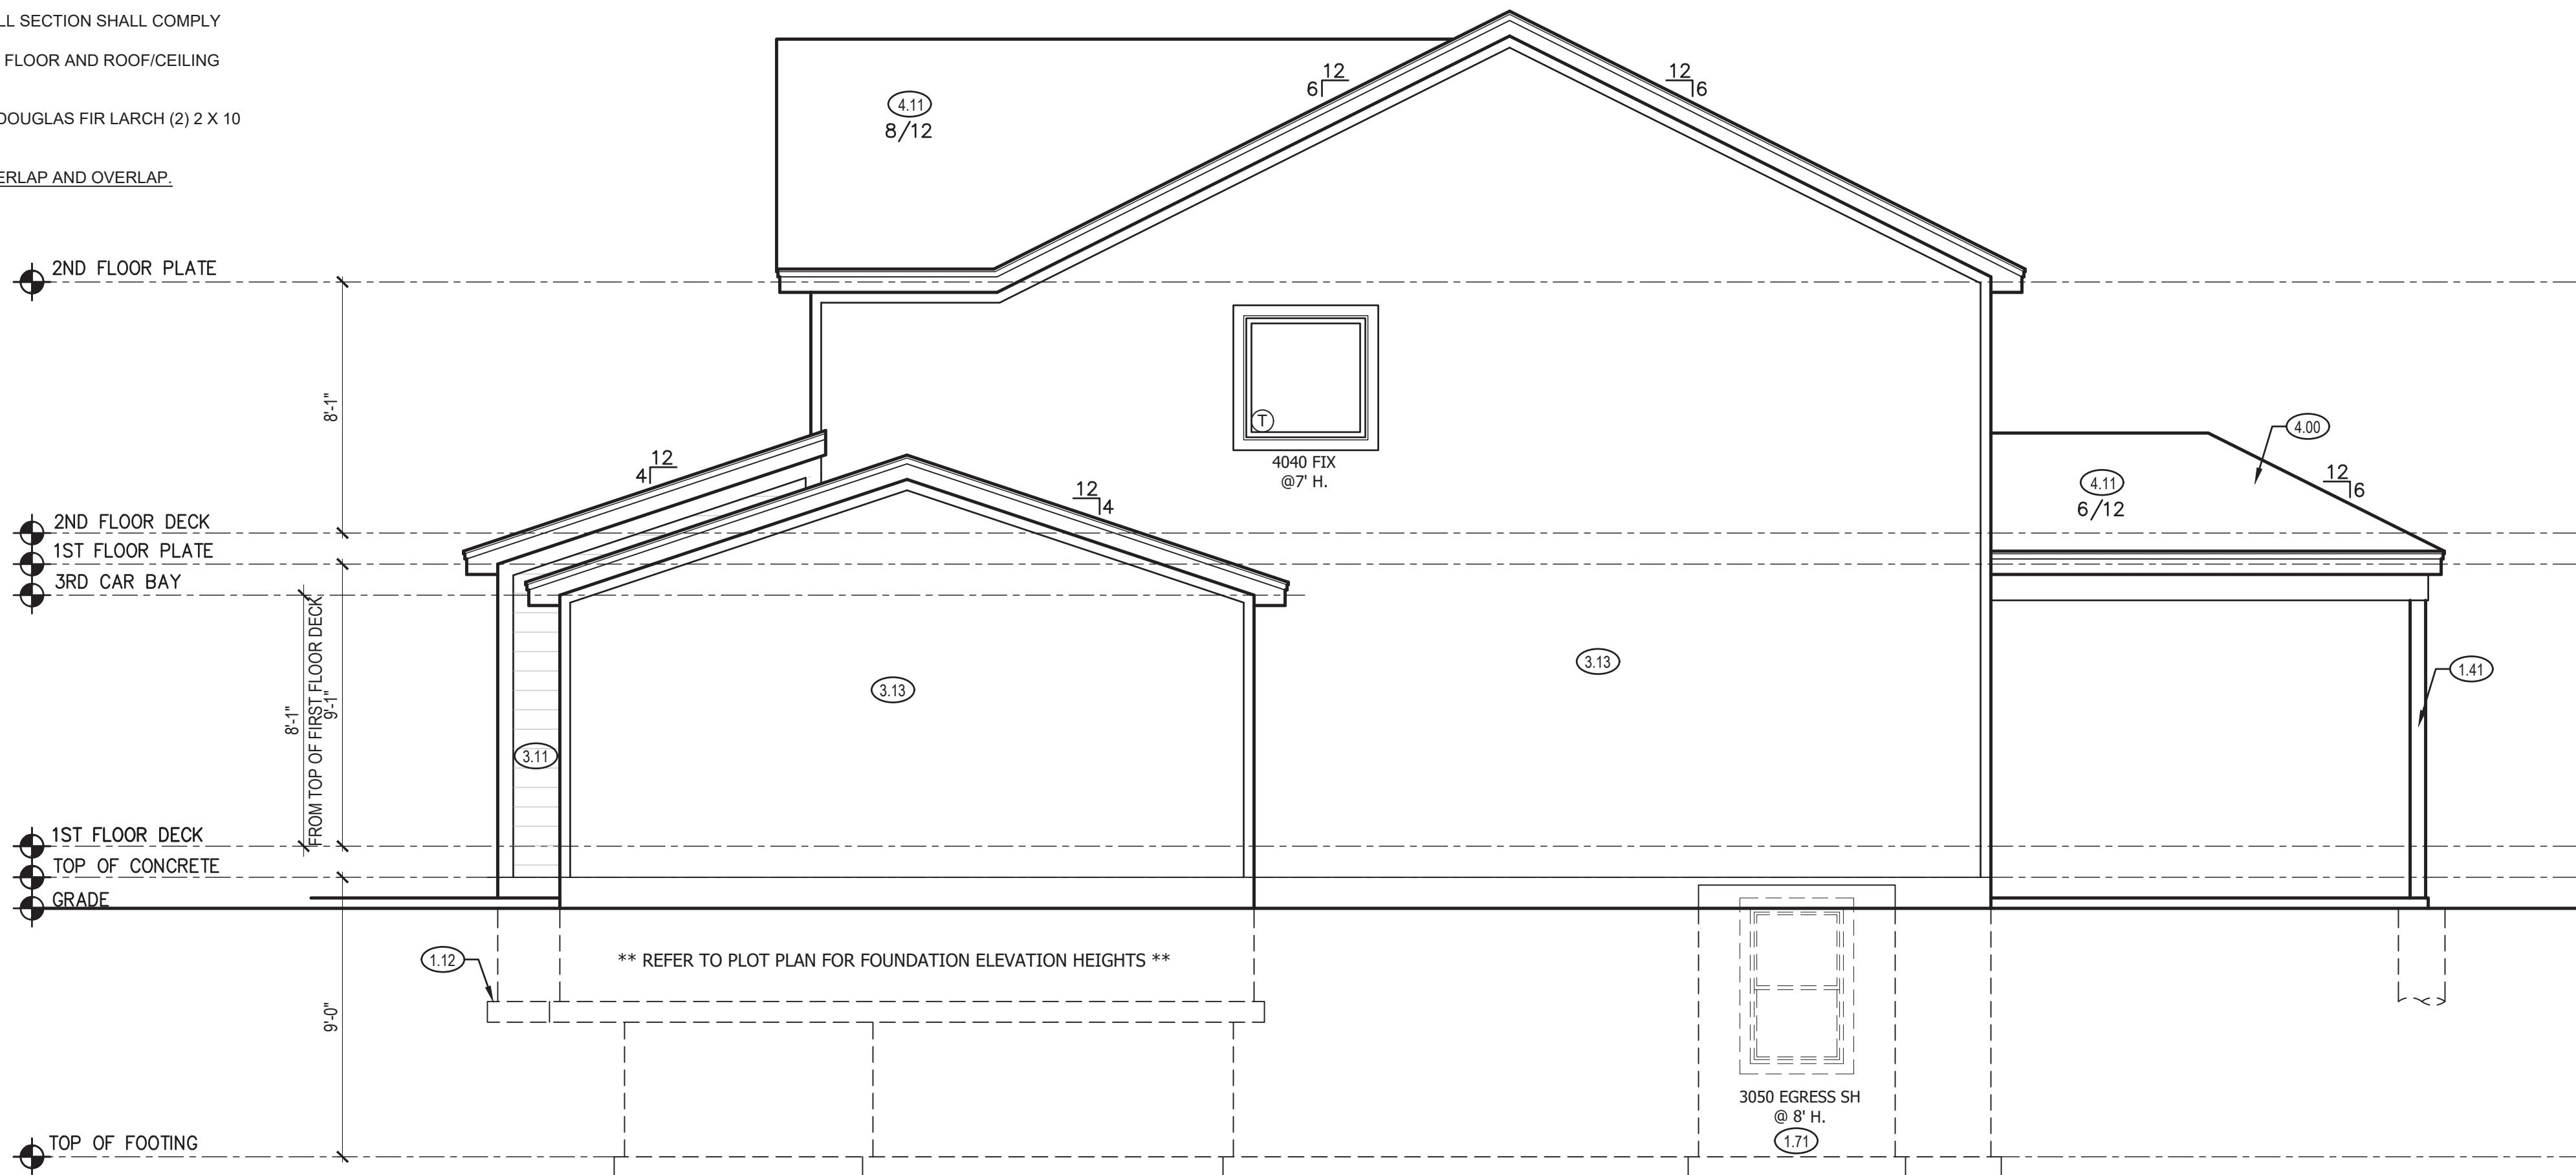 LL SECTION SHALL COMPLY
FLOOR AND ROOF/CEILING
DOUGLAS FIR LARCH (2) 2 X 10
ERLAP AND OVERLAP.
12
6
12
6
4.11
8/12
2ND FLOOR PLATE
8'-1"
4040 FIX
@7' H.
T
12
4
12
4
4.00
4.11
6/12
12
6
2ND FLOOR DECK
1ST FLOOR PLATE
3RD CAR BAY
8'-1"
FROM TOP OF FIRST FLOOR DECK
9'-1"
3.13
3.13
1.41
3.11
1ST FLOOR DECK
TOP OF CONCRETE
GRADE
1.12
** REFER TO PLOT PLAN FOR FOUNDATION ELEVATION HEIGHTS **
9'-0"
3050 EGRESS SH
@ 8' H.
1.71
TOP OF FOOTING